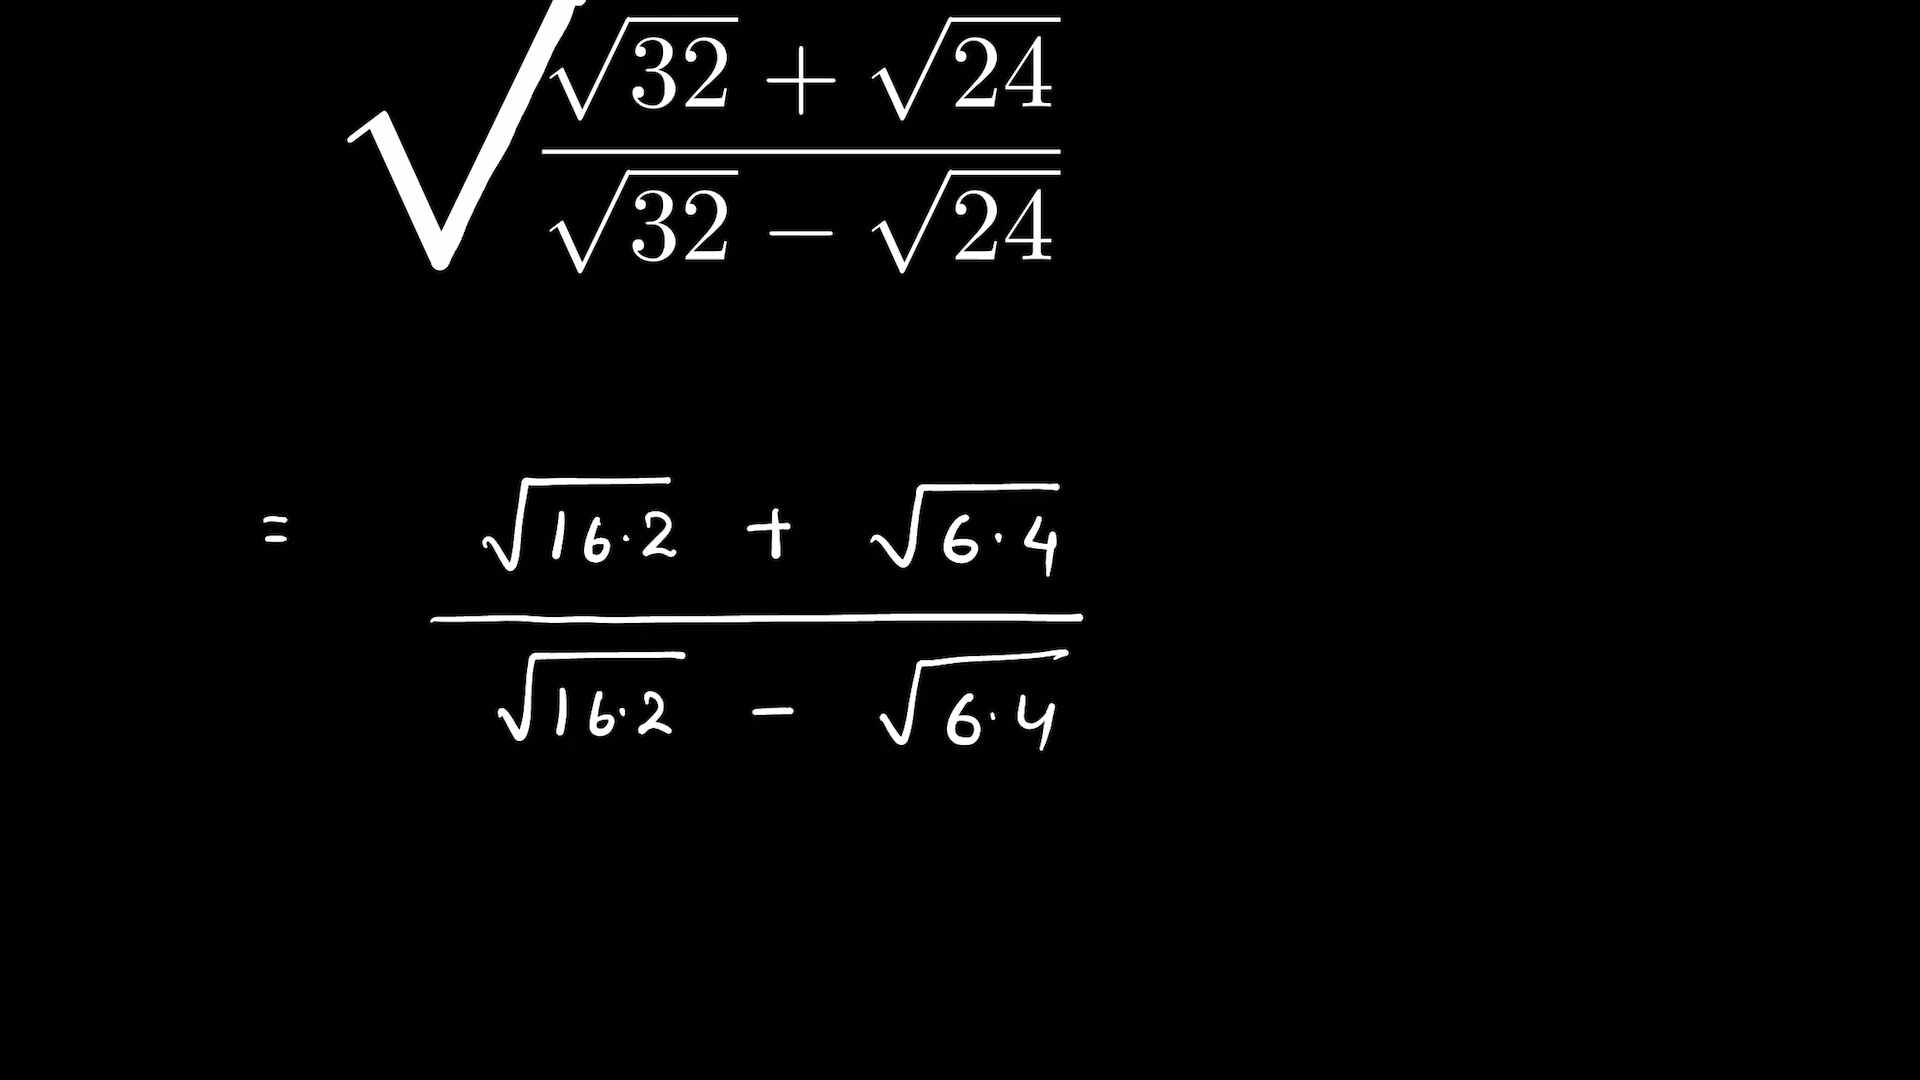 √ √32 + √24
√32 − √24
= √16·2 + √6·4
√16·2 − √6·4